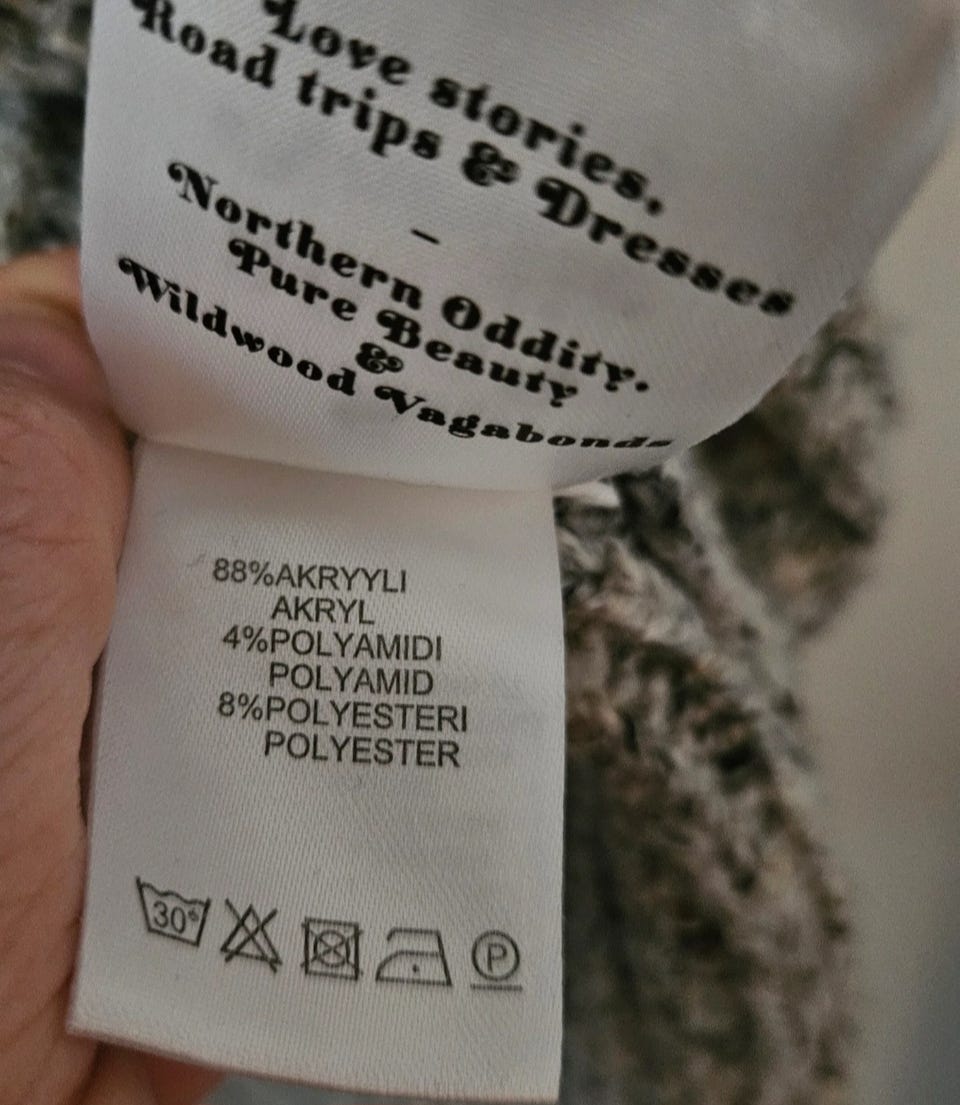 Love stories,
Road trips & Dresses
–
Northern Oddity.
Pure Beauty
&
Wildwood Vagabonds
88%AKRYYLI
AKRYL
4%POLYAMIDI
POLYAMID
8%POLYESTERI
POLYESTER
30° P